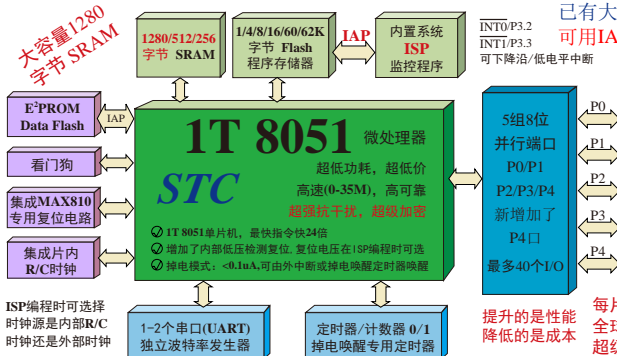 大容量1280
字节 SRAM
1280/512/256
字节 SRAM
1/4/8/16/60/62K
字节 Flash
程序存储器
IAP
内置系统
ISP
监控程序
INT0/P3.2
INT1/P3.3
可下降沿/低电平中断
已有大
可用IA
E²PROM
Data Flash
IAP
看门狗
集成MAX810
专用复位电路
集成片内
R/C时钟
1T 8051 微处理器
STC
超低功耗，超低价
高速(0-35M)，高可靠
超强抗干扰，超级加密
1T 8051单片机，最快指令快24倍
增加了内部低压检测复位,复位电压在ISP编程时可选
掉电模式：<0.1uA,可由外中断或掉电唤醒定时器唤醒
5组8位
并行端口
P0/P1
P2/P3/P4
新增加了
P4口
最多40个I/O
P0
P1
P2
P3
P4
ISP编程时可选择
时钟源是内部R/C
时钟还是外部时钟
1-2个串口(UART)
独立波特率发生器
定时器/计数器 0/1
掉电唤醒专用定时器
提升的是性能
降低的是成本
每片
全球
超级